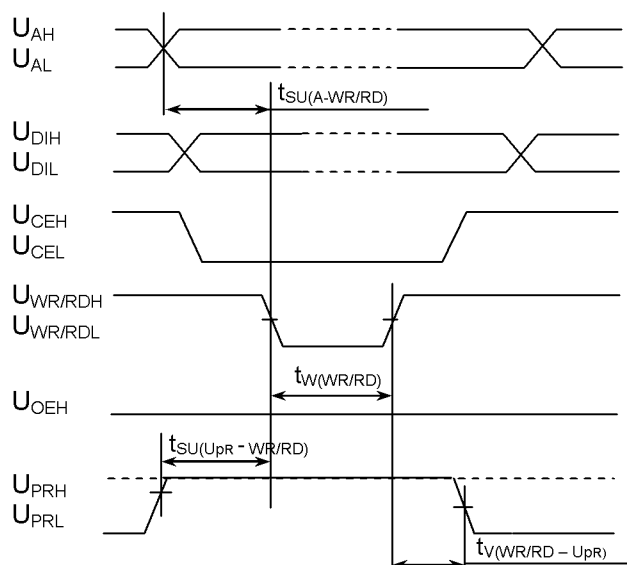 UAH
UAL
tSU(A-WR/RD)
UDIH
UDIL
UCEH
UCEL
UWR/RDH
UWR/RDL
tW(WR/RD)
UOEH
tSU(UpR - WR/RD)
UPRH
UPRL
tV(WR/RD – UpR)